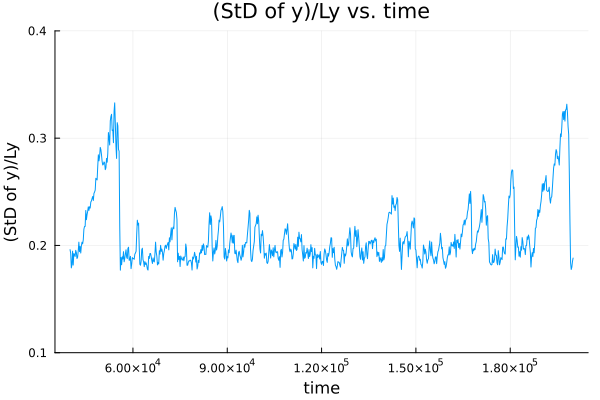 (StD of y)/Ly vs. time
0.4
0.3
0.2
0.1
(StD of y)/Ly
6.00×10⁴ 9.00×10⁴ 1.20×10⁵ 1.50×10⁵ 1.80×10⁵
time